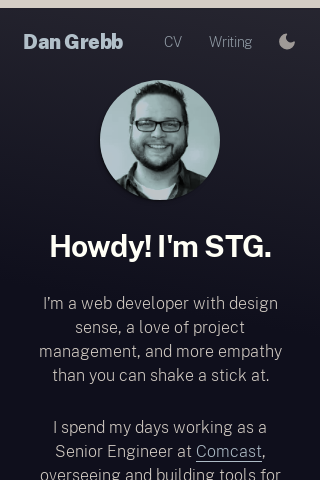 Dan Grebb
CV
Writing
Howdy! I'm STG.
I’m a web developer with design
sense, a love of project
management, and more empathy
than you can shake a stick at.
I spend my days working as a
Senior Engineer at Comcast,
overseeing and building tools for